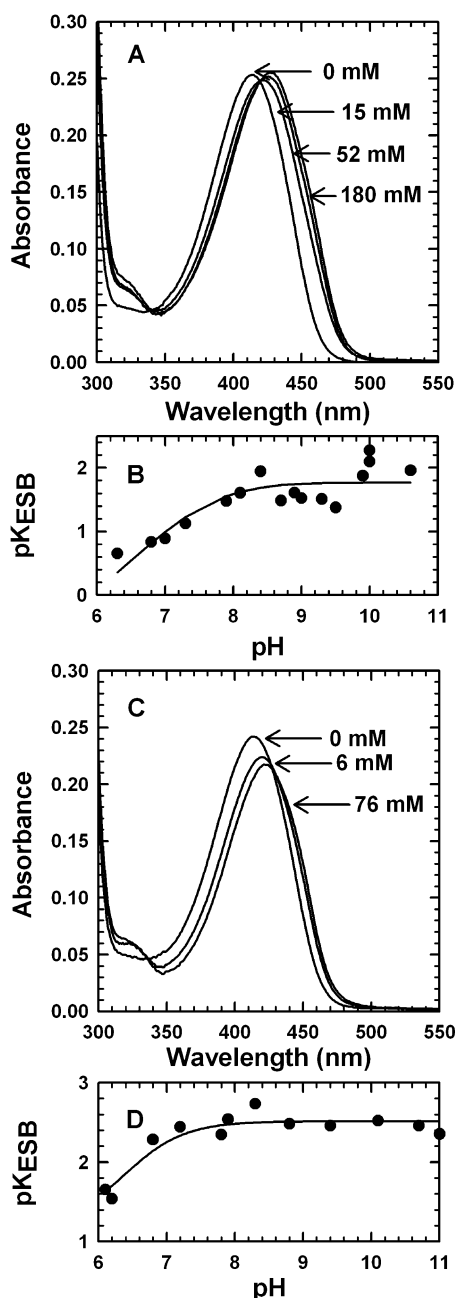 0.30
A
0 mM
0.25
15 mM
0.20
52 mM
0.15
180 mM
0.10
0.05
0.00
Absorbance
300 350 400 450 500 550
Wavelength (nm)
B
2
1
0
pKESB
6 7 8 9 10 11
pH
0.30
C
0 mM
0.25
6 mM
0.20
76 mM
0.15
0.10
0.05
0.00
Absorbance
300 350 400 450 500 550
Wavelength (nm)
3
D
2
1
pKESB
6 7 8 9 10 11
pH